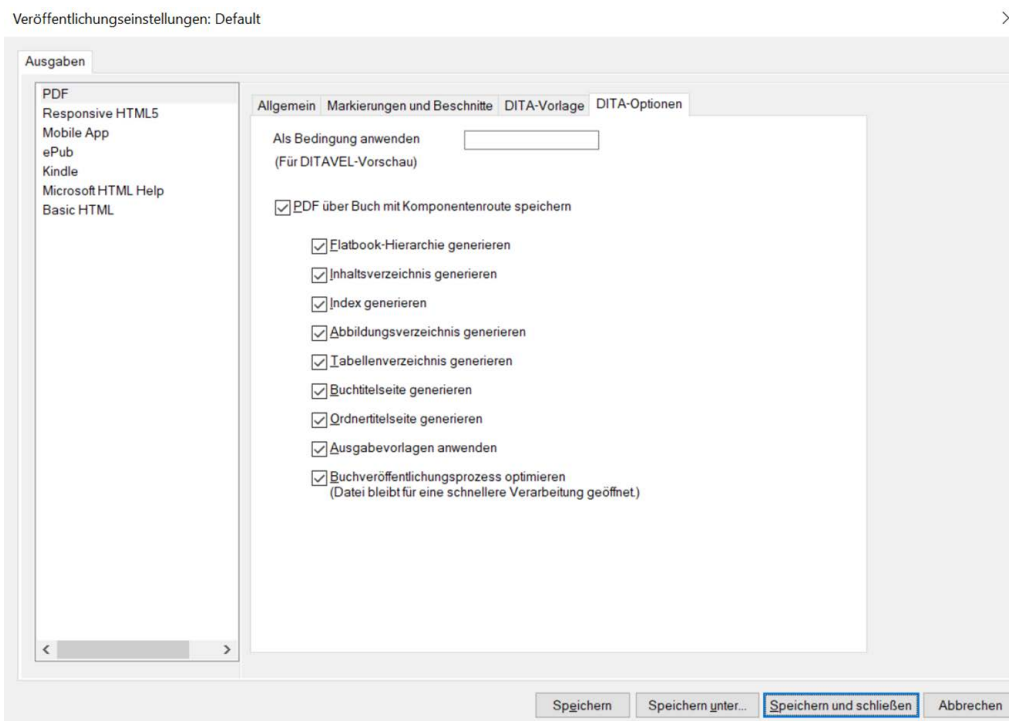 Veröffentlichungseinstellungen: Default
Ausgaben
PDF
Responsive HTML5
Mobile App
ePub
Kindle
Microsoft HTML Help
Basic HTML
Allgemein Markierungen und Beschnitte DITA-Vorlage DITA-Optionen
Als Bedingung anwenden
(Für DITAVEL-Vorschau)
PDF über Buch mit Komponentenroute speichern
Flatbook-Hierarchie generieren
Inhaltsverzeichnis generieren
Index generieren
Abbildungsverzeichnis generieren
Tabellenverzeichnis generieren
Buchtitelseite generieren
Ordnertitelseite generieren
Ausgabevorlagen anwenden
Buchveröffentlichungsprozess optimieren
(Datei bleibt für eine schnellere Verarbeitung geöffnet.)
Speichern Speichern unter... Speichern und schließen Abbrechen